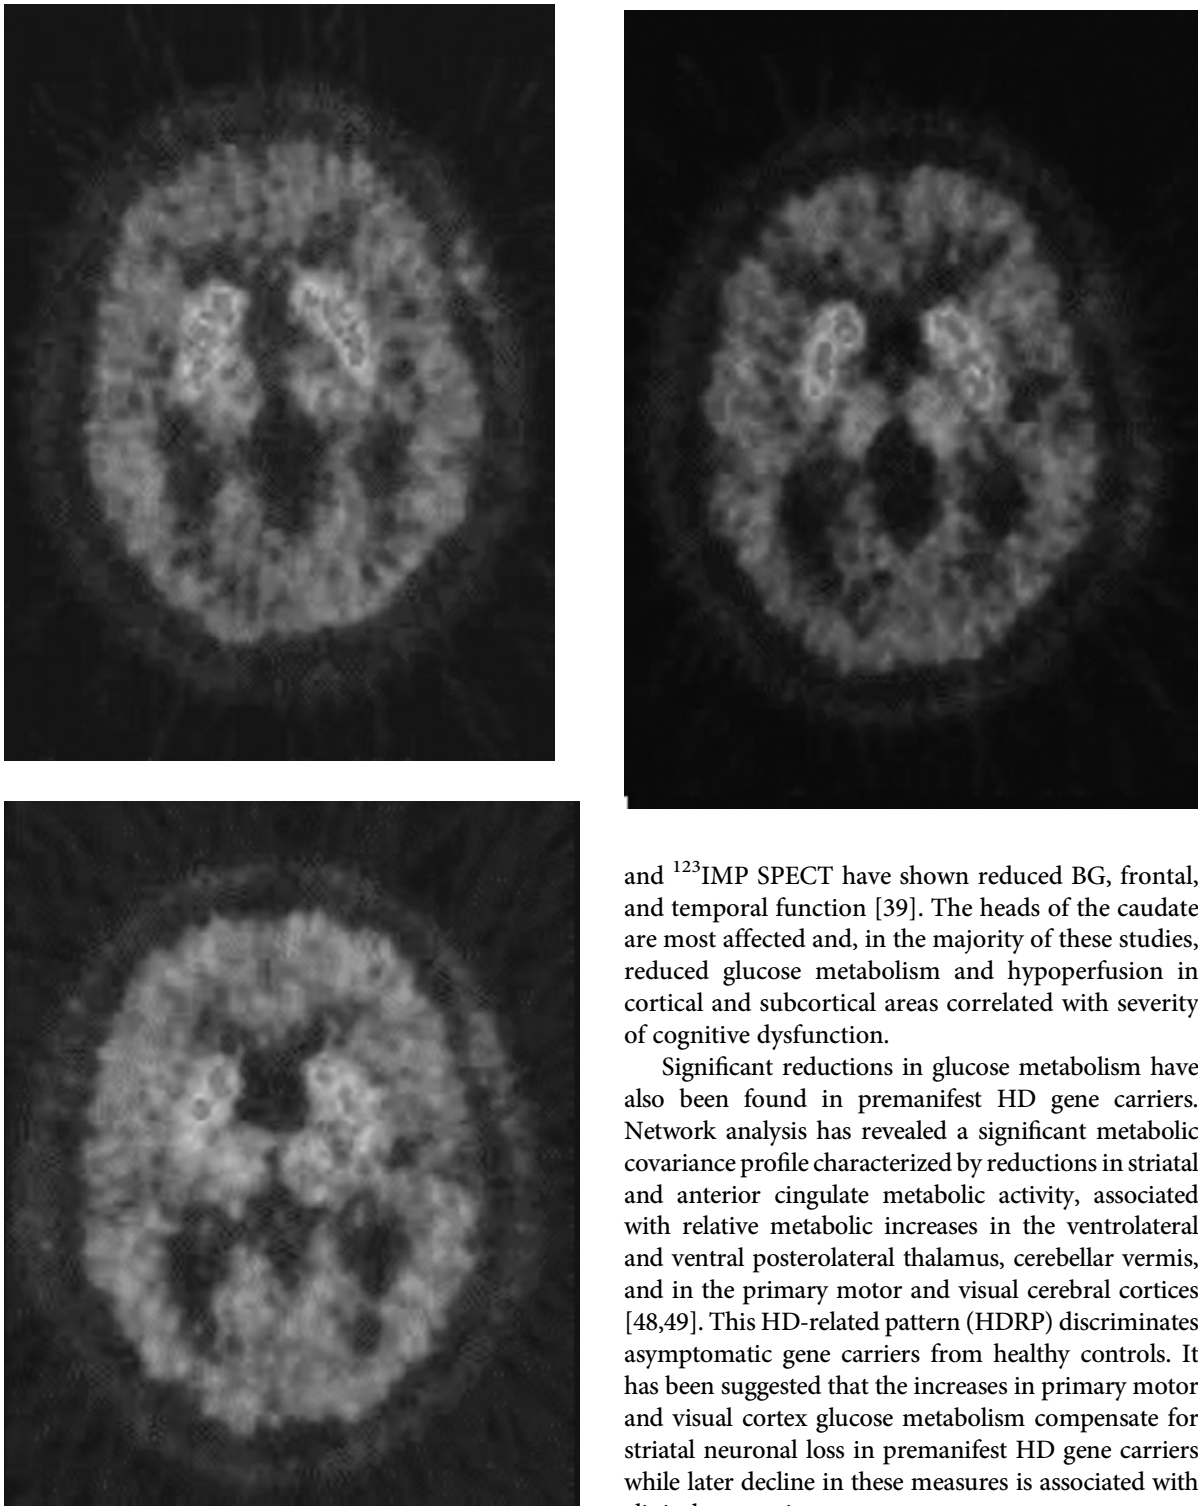 and ¹²³IMP SPECT have shown reduced BG, frontal,
and temporal function [39]. The heads of the caudate
are most affected and, in the majority of these studies,
reduced glucose metabolism and hypoperfusion in
cortical and subcortical areas correlated with severity
of cognitive dysfunction.
Significant reductions in glucose metabolism have
also been found in premanifest HD gene carriers.
Network analysis has revealed a significant metabolic
covariance profile characterized by reductions in striatal
and anterior cingulate metabolic activity, associated
with relative metabolic increases in the ventrolateral
and ventral posterolateral thalamus, cerebellar vermis,
and in the primary motor and visual cerebral cortices
[48,49]. This HD-related pattern (HDRP) discriminates
asymptomatic gene carriers from healthy controls. It
has been suggested that the increases in primary motor
and visual cortex glucose metabolism compensate for
striatal neuronal loss in premanifest HD gene carriers
while later decline in these measures is associated with